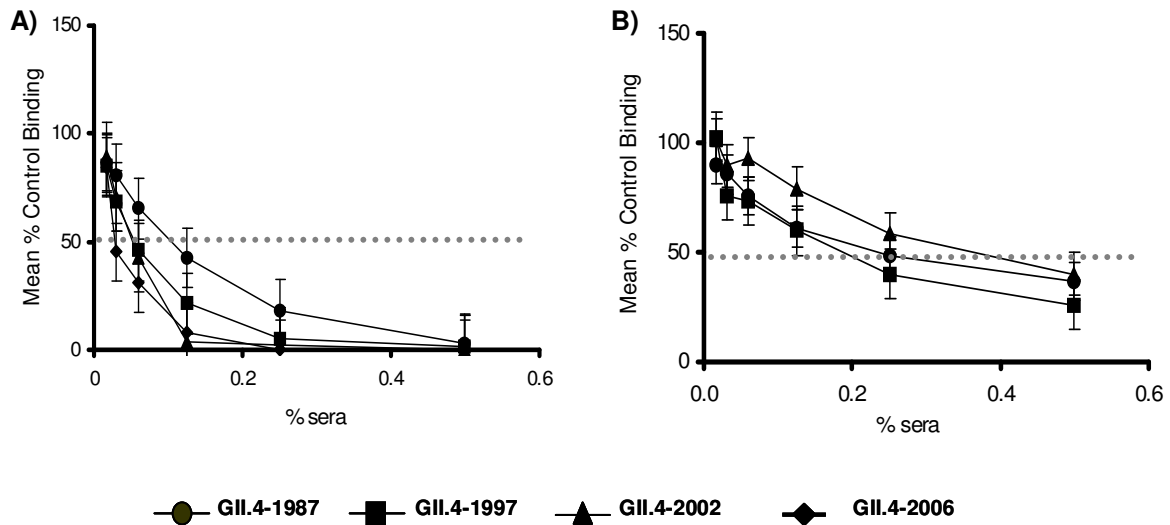 A)
150
100
50
0
Mean % Control Binding
0
0.2
0.4
0.6
% sera
B)
150
100
50
0
Mean % Control Binding
0.0
0.2
0.4
0.6
% sera
GII.4-1987 GII.4-1997 GII.4-2002 GII.4-2006